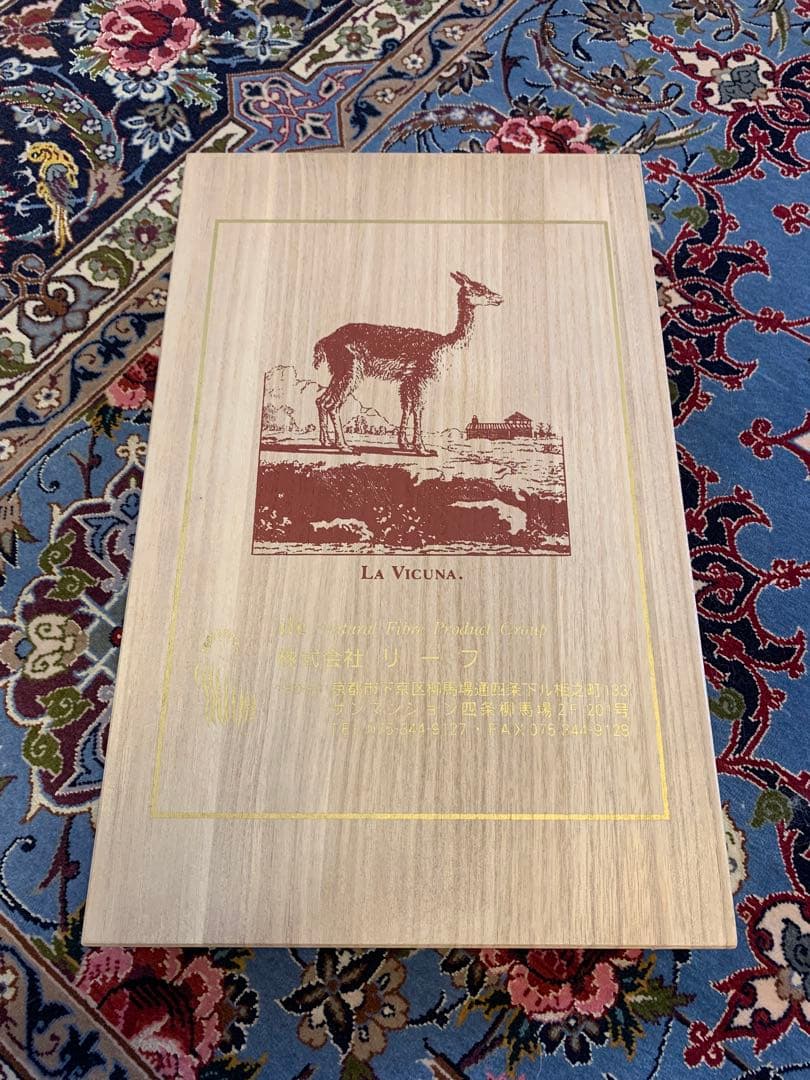 LA VICUNA.
Natural Fibre Product Group
株式会社 リーフ
京都市下京区柳馬場通四条下ル相之町133
サンマンション四条柳馬場2F201号
TEL 075-344-9127・FAX 075-344-9128